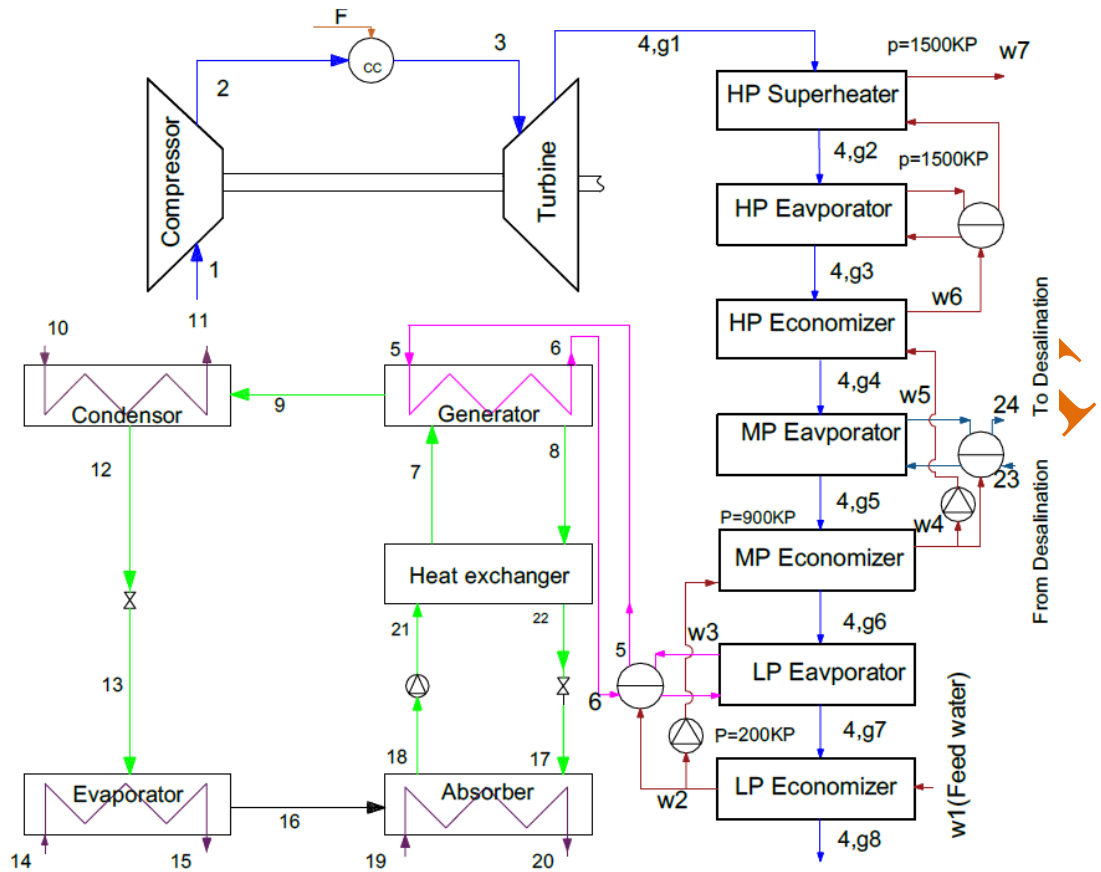 F
2
cc
3
4,g1
p=1500KP
w7
HP Superheater
Compressor
Turbine
4,g2
p=1500KP
HP Eavporator
1
4,g3
w6
HP Economizer
To Desalination
10
11
5
6
4,g4
w5
24
Condensor
9
Generator
MP Eavporator
23
12
7
8
4,g5
P=900KP
w4
From Desalination
MP Economizer
Heat exchanger
21
22
4,g6
w3
5
LP Eavporator
13
6
4,g7
P=200KP
w1(Feed water)
18
17
LP Economizer
Evaporator
Absorber
w2
16
14
15
19
20
4,g8